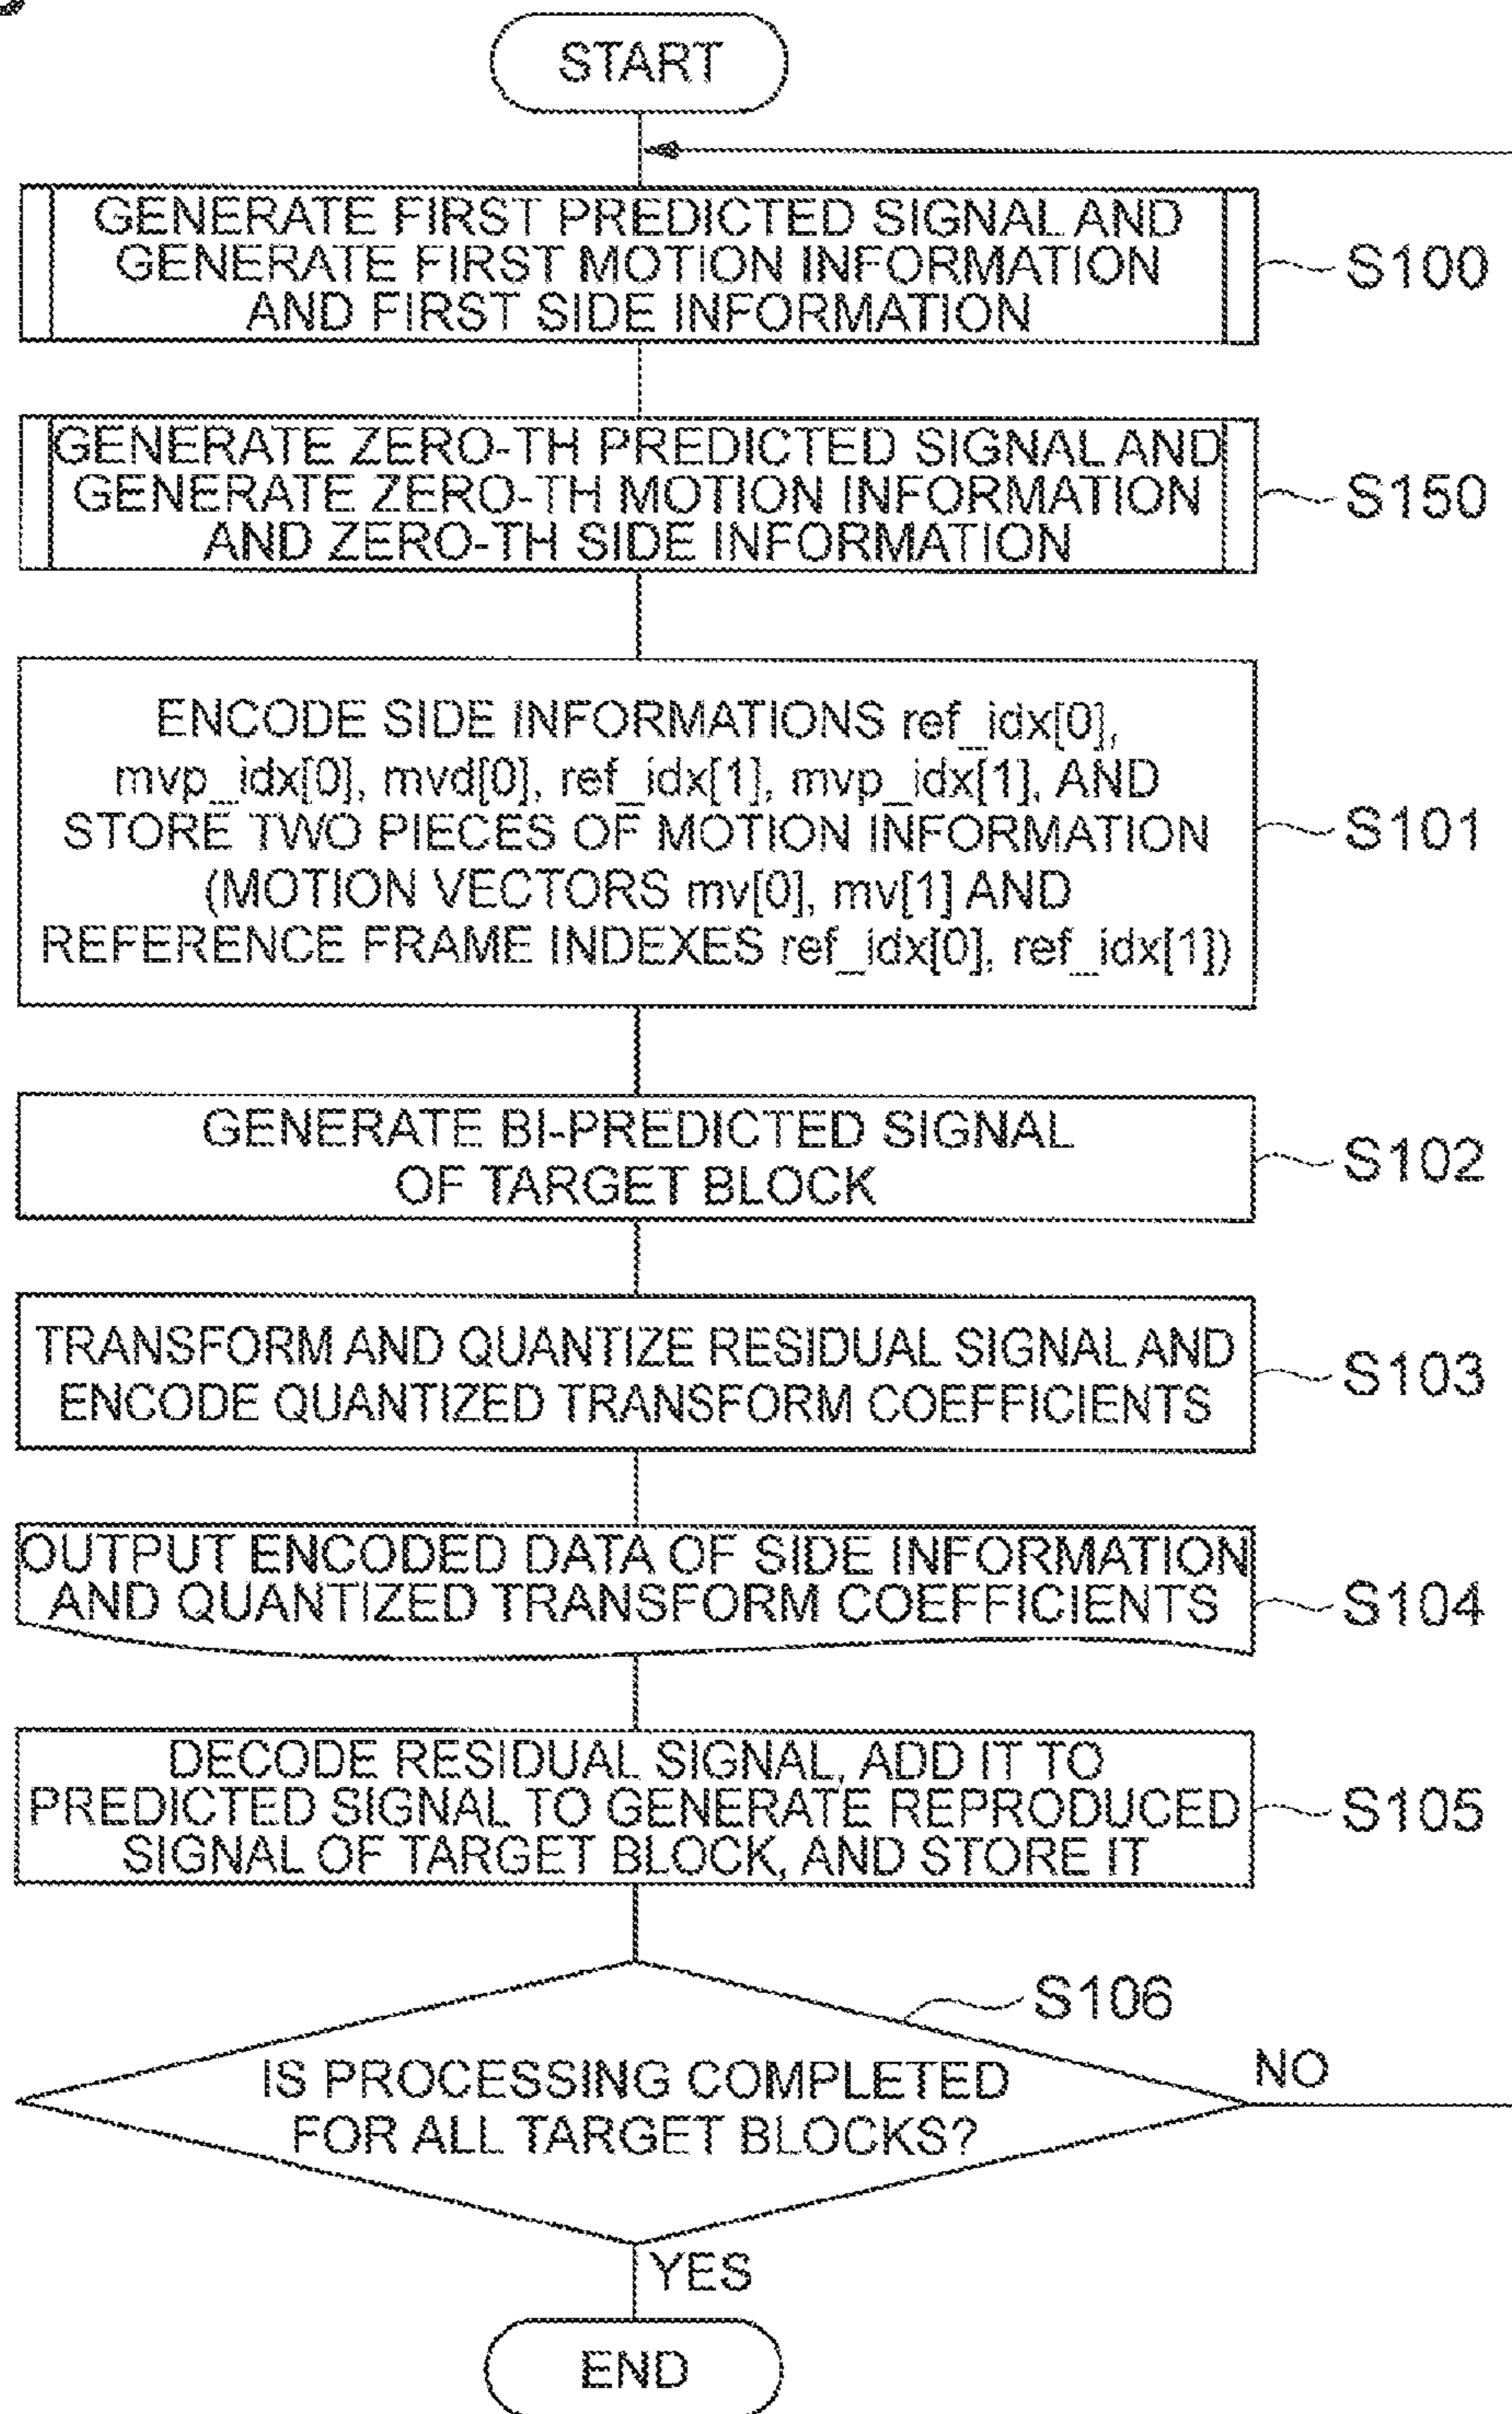 START
GENERATE FIRST PREDICTED SIGNAL AND
GENERATE FIRST MOTION INFORMATION
AND FIRST SIDE INFORMATION
S100
GENERATE ZERO-TH PREDICTED SIGNAL AND
GENERATE ZERO-TH MOTION INFORMATION
AND ZERO-TH SIDE INFORMATION
S150
ENCODE SIDE INFORMATIONS ref_idx[0],
mvp_idx[0], mvd[0], ref_idx[1], mvp_idx[1], AND
STORE TWO PIECES OF MOTION INFORMATION
(MOTION VECTORS mv[0], mv[1] AND
REFERENCE FRAME INDEXES ref_idx[0], ref_idx[1])
S101
GENERATE BI-PREDICTED SIGNAL
OF TARGET BLOCK
S102
TRANSFORM AND QUANTIZE RESIDUAL SIGNAL AND
ENCODE QUANTIZED TRANSFORM COEFFICIENTS
S103
OUTPUT ENCODED DATA OF SIDE INFORMATION
AND QUANTIZED TRANSFORM COEFFICIENTS
S104
DECODE RESIDUAL SIGNAL, ADD IT TO
PREDICTED SIGNAL TO GENERATE REPRODUCED
SIGNAL OF TARGET BLOCK, AND STORE IT
S105
S106
IS PROCESSING COMPLETED
FOR ALL TARGET BLOCKS?
NO
YES
END